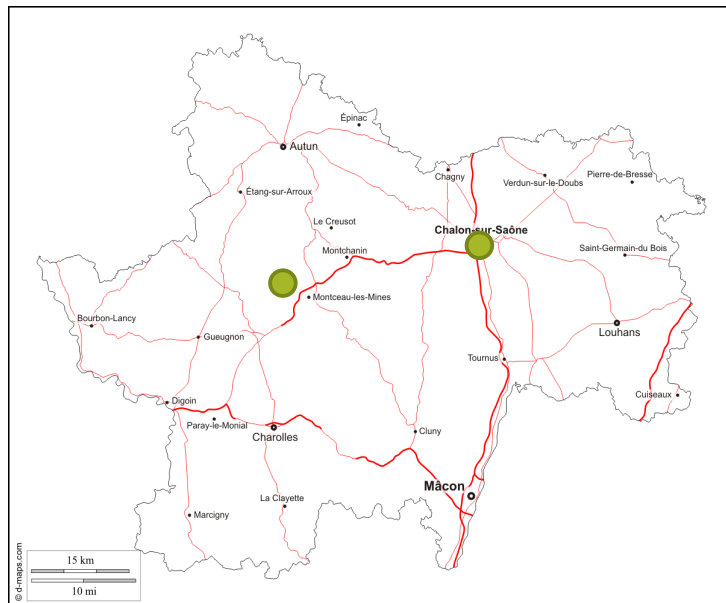 Épinac
Autun
Chagny
Verdun-sur-le-Doubs
Pierre-de-Bresse
Étang-sur-Arroux
Le Creusot
Chalon-sur-Saône
Montchanin
Saint-Germain du Bois
Montceau-les-Mines
Bourbon-Lancy
Gueugnon
Louhans
Tournus
Cuiseaux
Digoin
Paray-le-Monial
Charolles
Cluny
Mâcon
La Clayette
Marcigny
15 km
10 mi
© d-maps.com